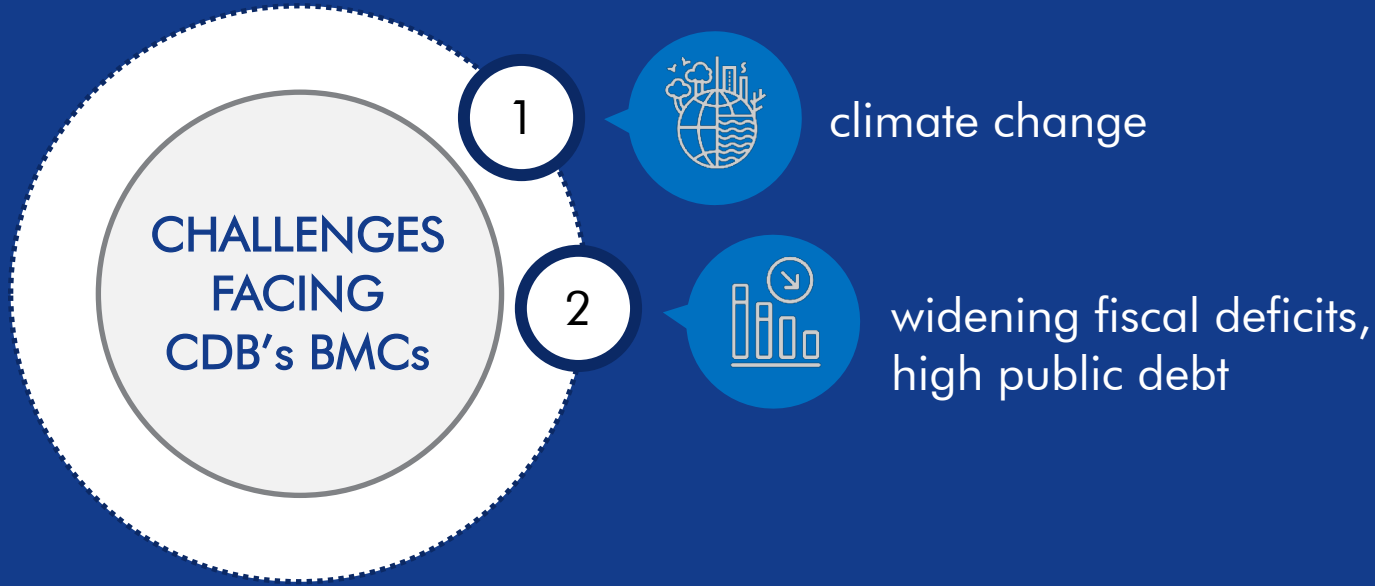 CHALLENGES
FACING
CDB's BMCs
1
climate change
2
widening fiscal deficits,
high public debt